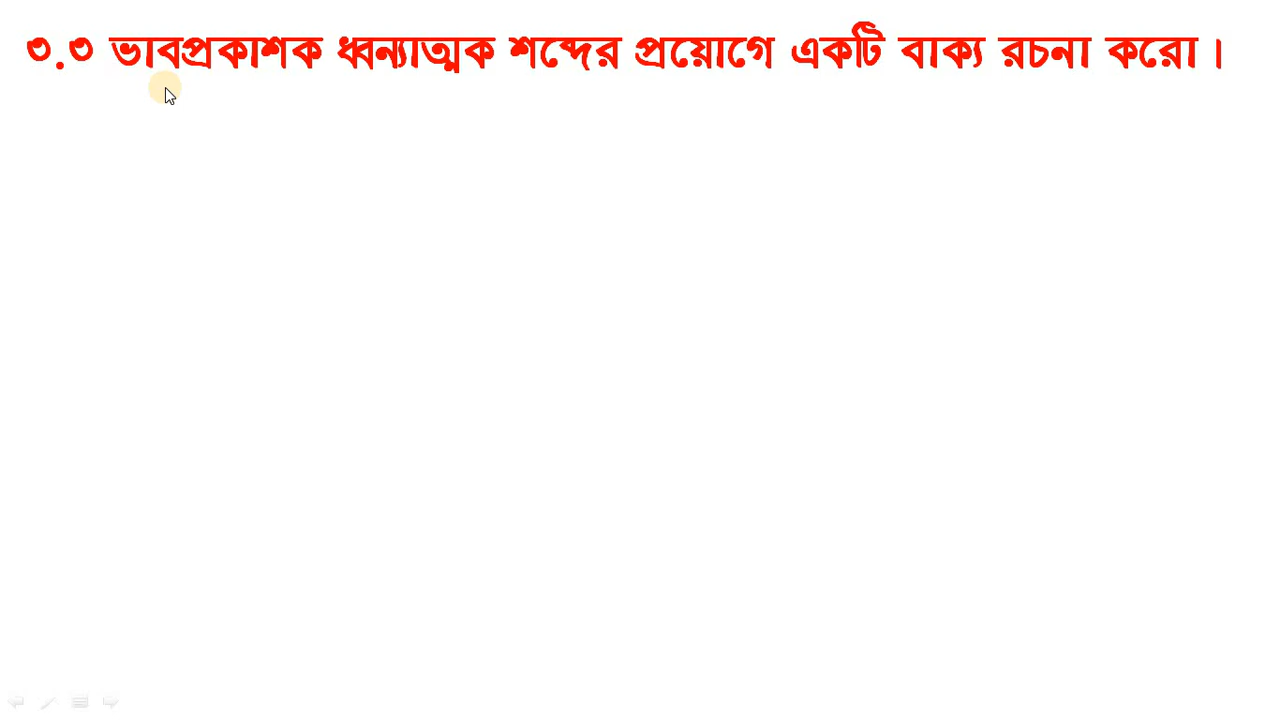 ৩.৩ ভাবপ্রকাশক ধ্বন্যাত্মক শব্দের প্রয়োগে একটি বাক্য রচনা করো।